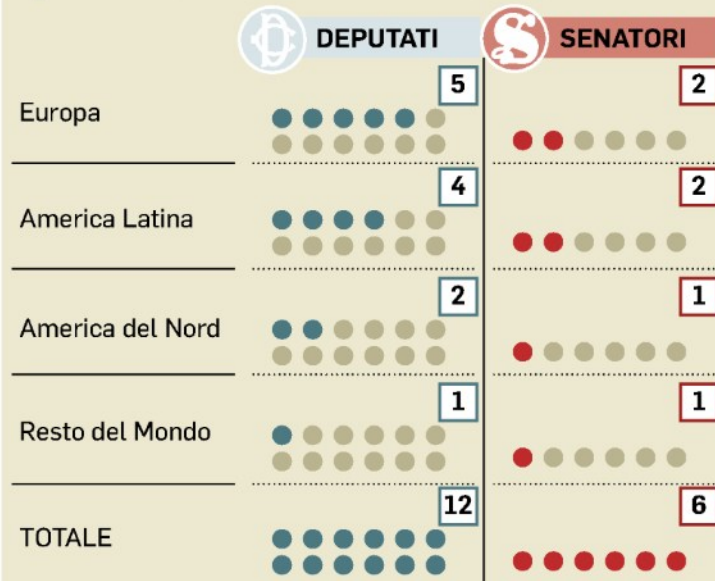 DEPUTATI SENATORI
Europa 5 2
America Latina 4 2
America del Nord 2 1
Resto del Mondo 1 1
TOTALE 12 6